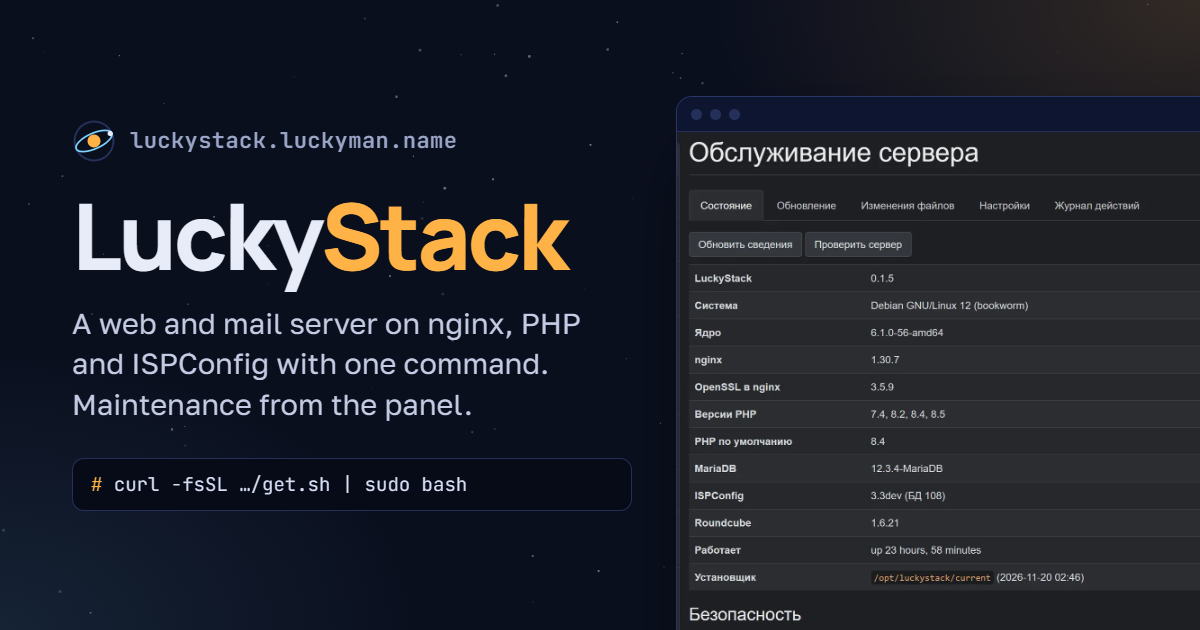 luckystack.luckyman.name
LuckyStack
A web and mail server on nginx, PHP
and ISPConfig with one command.
Maintenance from the panel.
# curl -fsSL …/get.sh | sudo bash
Обслуживание сервера
Состояние Обновление Изменения файлов Настройки Журнал действий
Обновить сведения Проверить сервер
LuckyStack 0.1.5
Система Debian GNU/Linux 12 (bookworm)
Ядро 6.1.0-56-amd64
nginx 1.30.7
OpenSSL в nginx 3.5.9
Версии PHP 7.4, 8.2, 8.4, 8.5
PHP по умолчанию 8.4
MariaDB 12.3.4-MariaDB
ISPConfig 3.3dev (БД 108)
Roundcube 1.6.21
Работает up 23 hours, 58 minutes
Установщик /opt/luckystack/current (2026-11-20 02:46)
Безопасность